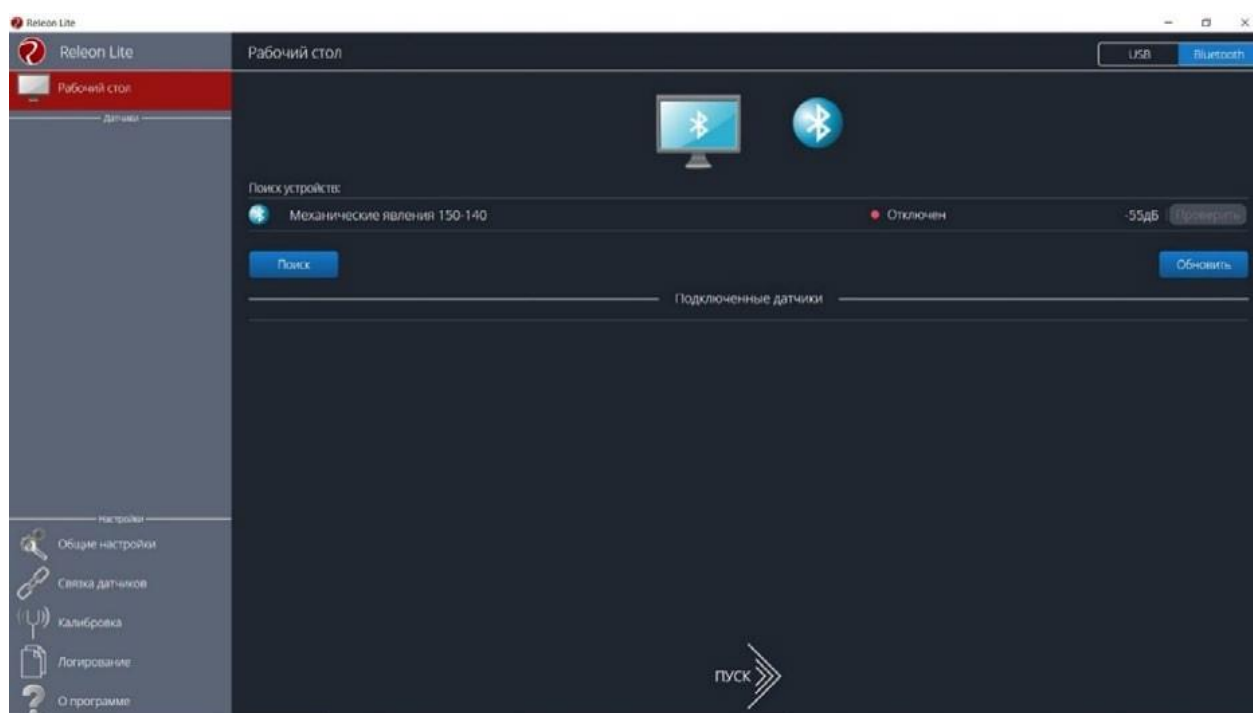 Releon Lite
Releon Lite
Рабочий стол
USB
Bluetooth
Рабочий стол
Датчики
Поиск устройств:
Механические явления 150-140
Отключен
-55дБ
Проверить
Поиск
Обновить
Подключенные датчики
Настройки
Общие настройки
Связка датчиков
Калибровка
Логирование
О программе
ПУСК